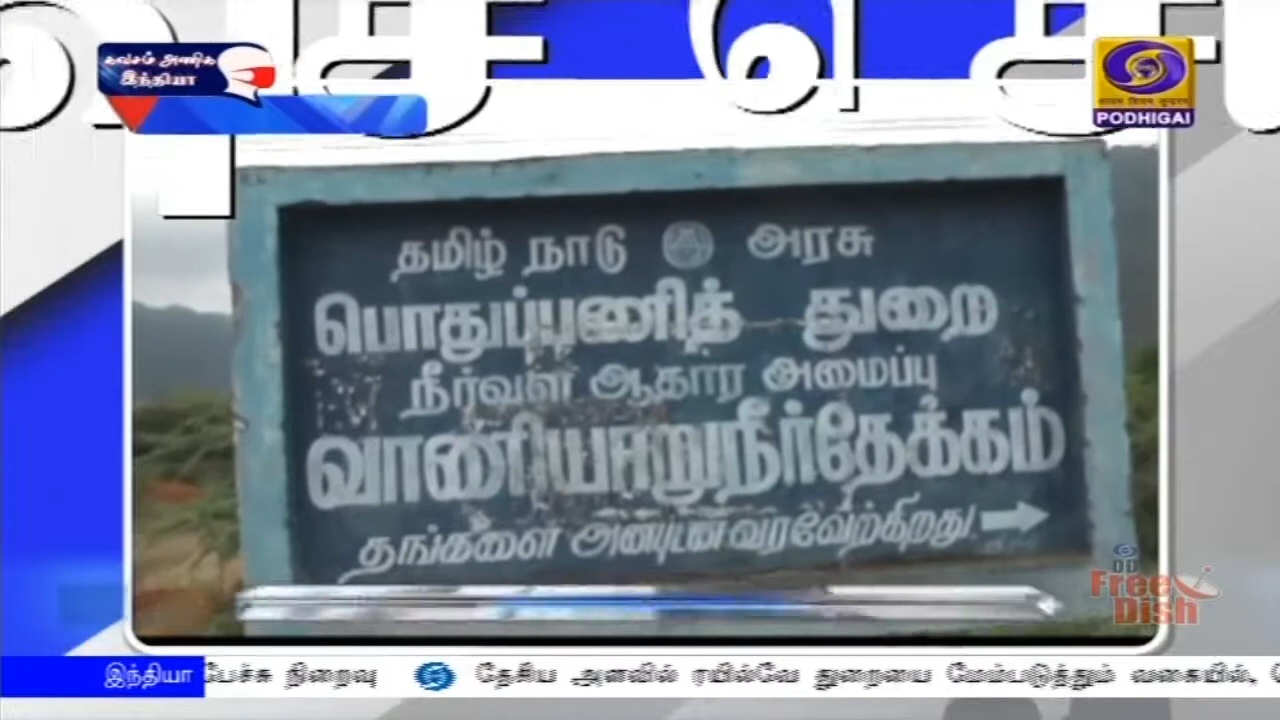 கவசம் அணிக
இந்தியா
PODHIGAI
தமிழ் நாடு அரசு
பொதுப்பணித் துறை
நீர்வள ஆதார அமைப்பு
வாணியாறுநீர்தேக்கம்
தங்களை அன்புடன் வரவேற்கிறது
DD
Free
Dish
இந்தியா பேச்சு நிறைவு தேசிய அளவில் ரயில்வே துறையை மேம்படுத்தும் வகையில்,